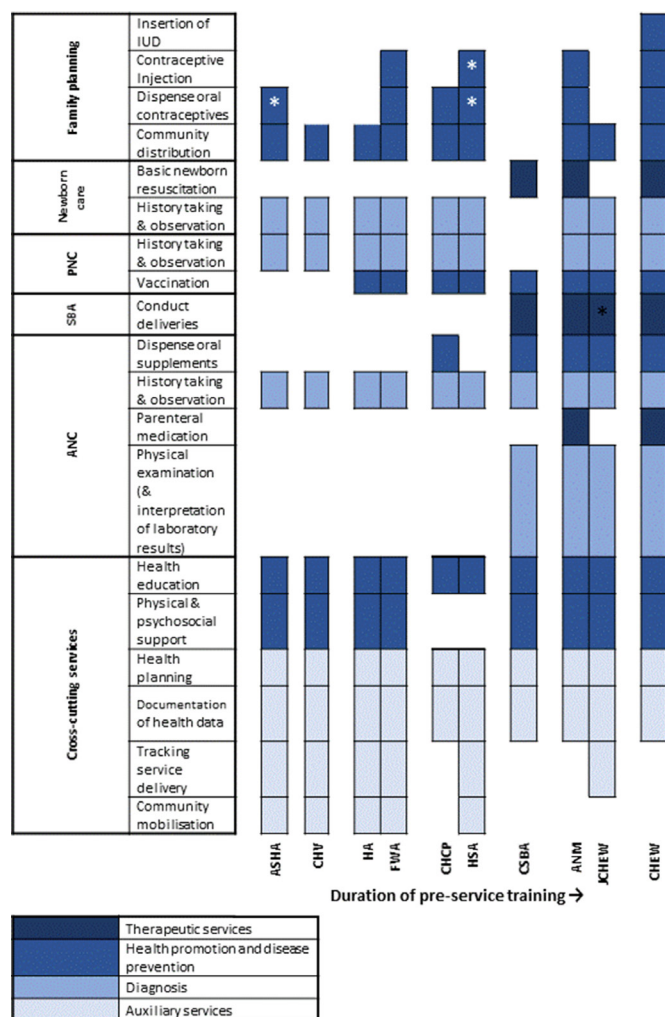 Family planning
Insertion of
IUD
Contraceptive
Injection
*
Dispense oral
contraceptives
*
*
Community
distribution
Newborn
care
Basic newborn
resuscitation
History taking
& observation
PNC
History taking
& observation
Vaccination
SBA
Conduct
deliveries
*
ANC
Dispense oral
supplements
History taking
& observation
Parenteral
medication
Physical
examination
(&
interpretation
of laboratory
results)
Cross-cutting services
Health
education
Physical &
psychosocial
support
Health
planning
Documentation
of health data
Tracking
service
delivery
Community
mobilisation
ASHA
CHV
HA
FWA
CHCP
HSA
CSBA
ANM
JCHEW
CHEW
Duration of pre-service training →
Therapeutic services
Health promotion and disease
prevention
Diagnosis
Auxiliary services